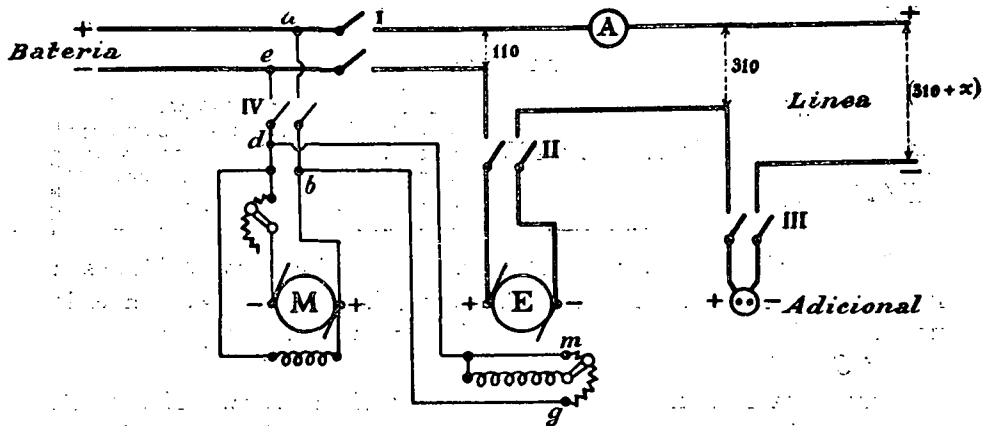 a I A +
+ Bateria - e 110 310 Linea (310 + x)
IV
d II
b -
III
- M + + E - + - Adicional
m
g